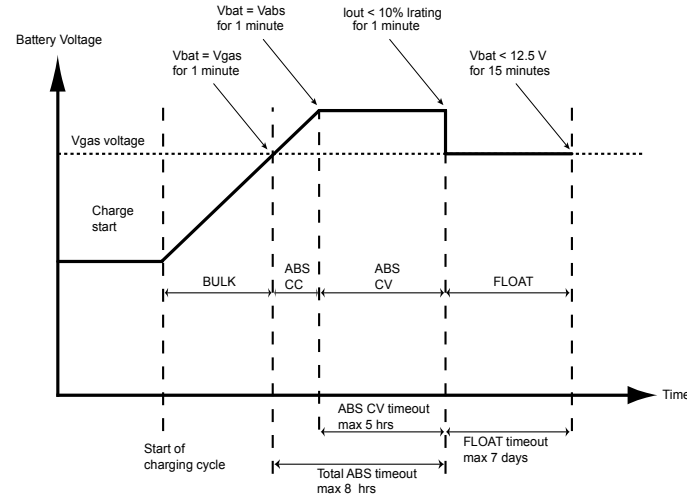 Battery Voltage
Vbat = Vabs
for 1 minute
Iout < 10% Irating
for 1 minute
Vbat = Vgas
for 1 minute
Vbat < 12.5 V
for 15 minutes
Vgas voltage
Charge
start
BULK
ABS
CC
ABS
CV
FLOAT
Time
ABS CV timeout
max 5 hrs
Start of
charging cycle
FLOAT timeout
max 7 days
Total ABS timeout
max 8 hrs